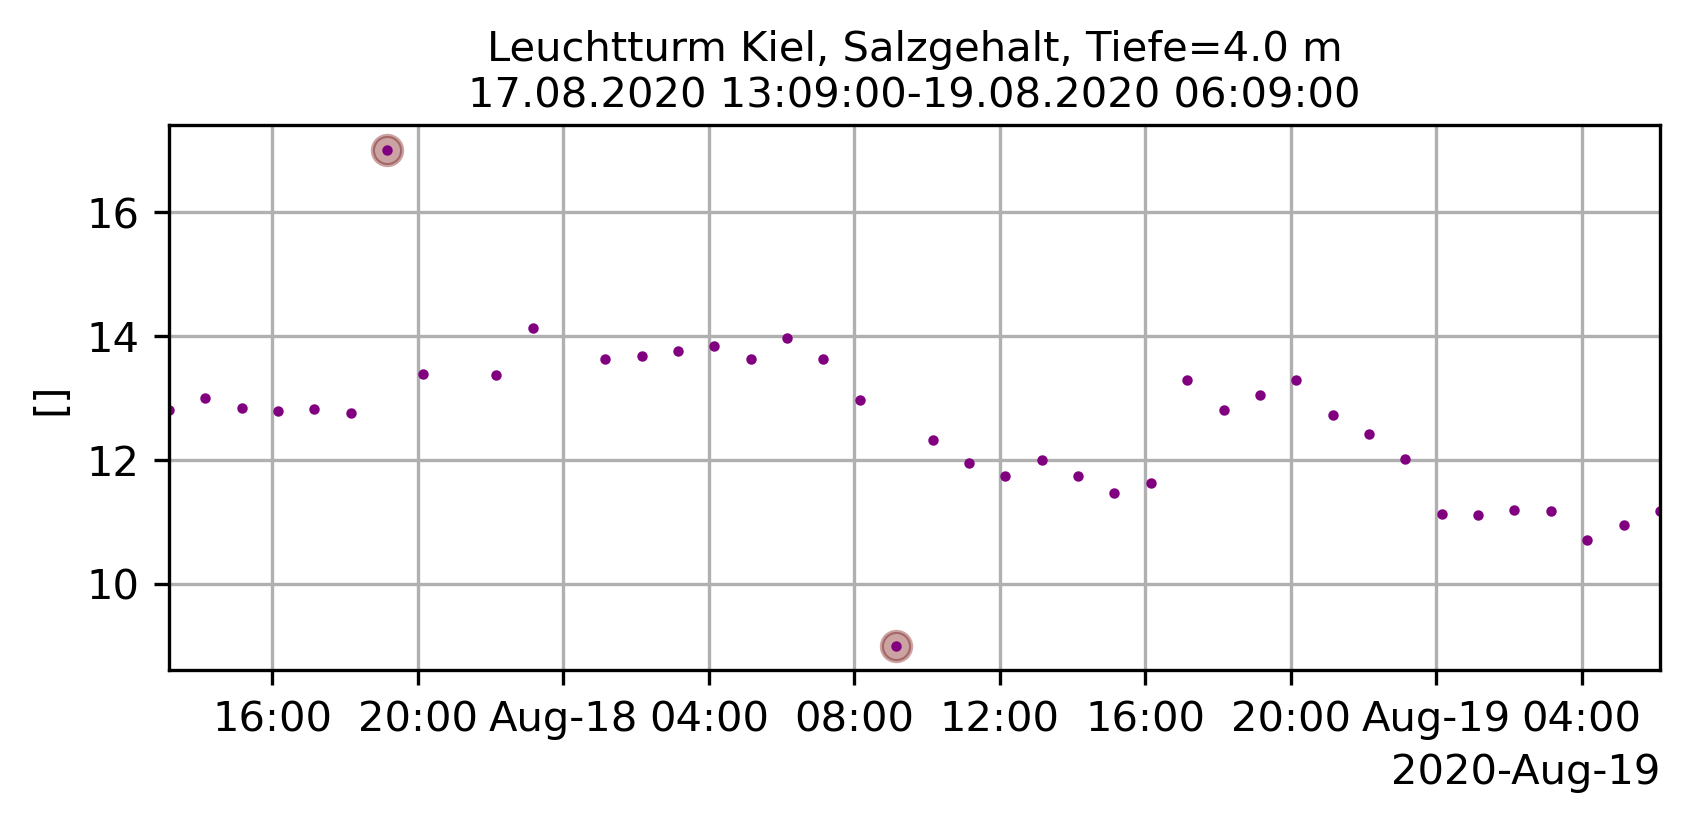 Leuchtturm Kiel, Salzgehalt, Tiefe=4.0 m
17.08.2020 13:09:00-19.08.2020 06:09:00
16
14
12
10
[]
16:00 20:00 Aug-18 04:00 08:00 12:00 16:00 20:00 Aug-19 04:00
2020-Aug-19